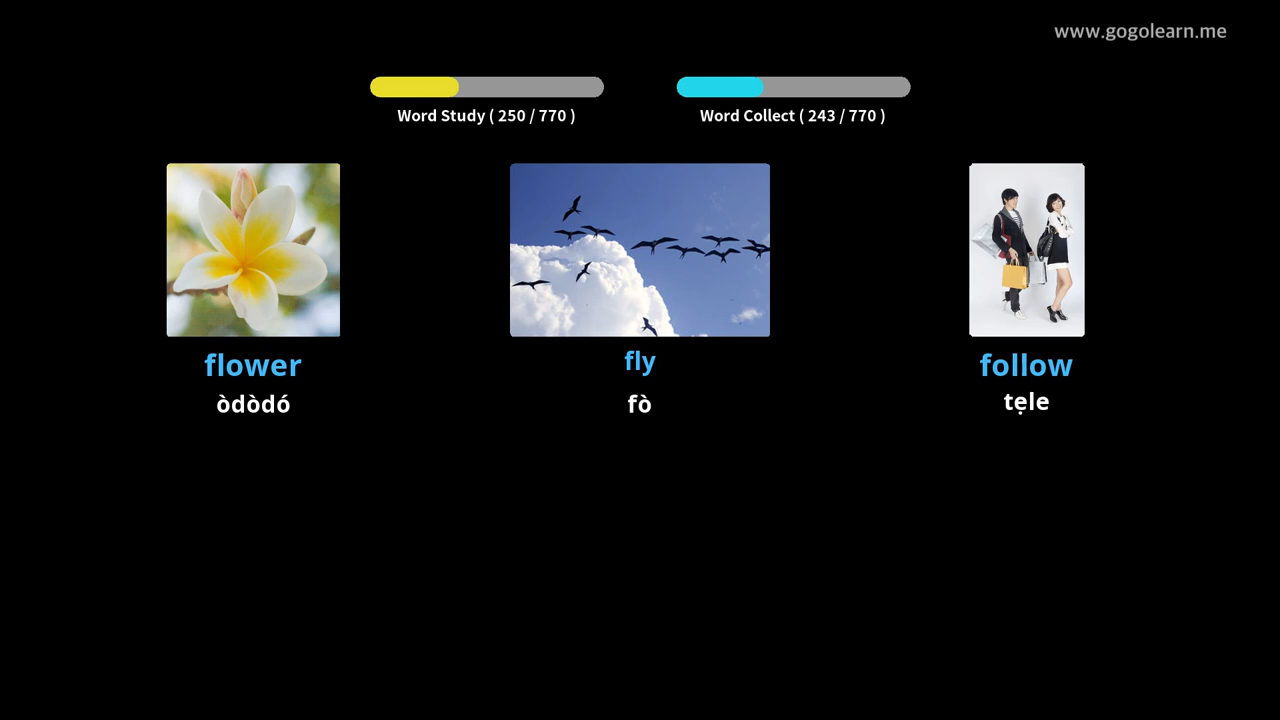 www.gogolearn.me
Word Study ( 250 / 770 )
Word Collect ( 243 / 770 )
flower
fly
follow
òdòdó
fò
tẹle